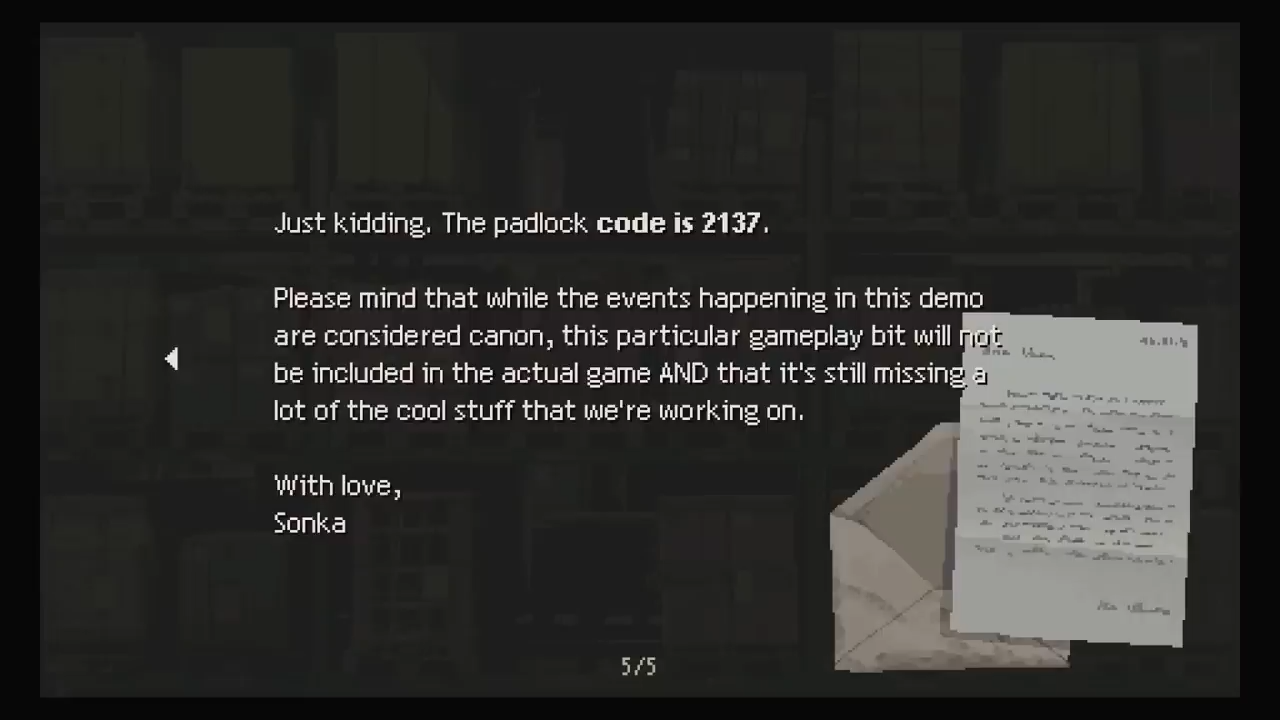 Just kidding. The padlock code is 2137.
Please mind that while the events happening in this demo
are considered canon, this particular gameplay bit will not
be included in the actual game AND that it's still missing a
lot of the cool stuff that we're working on.
With love,
Sonka
5/5